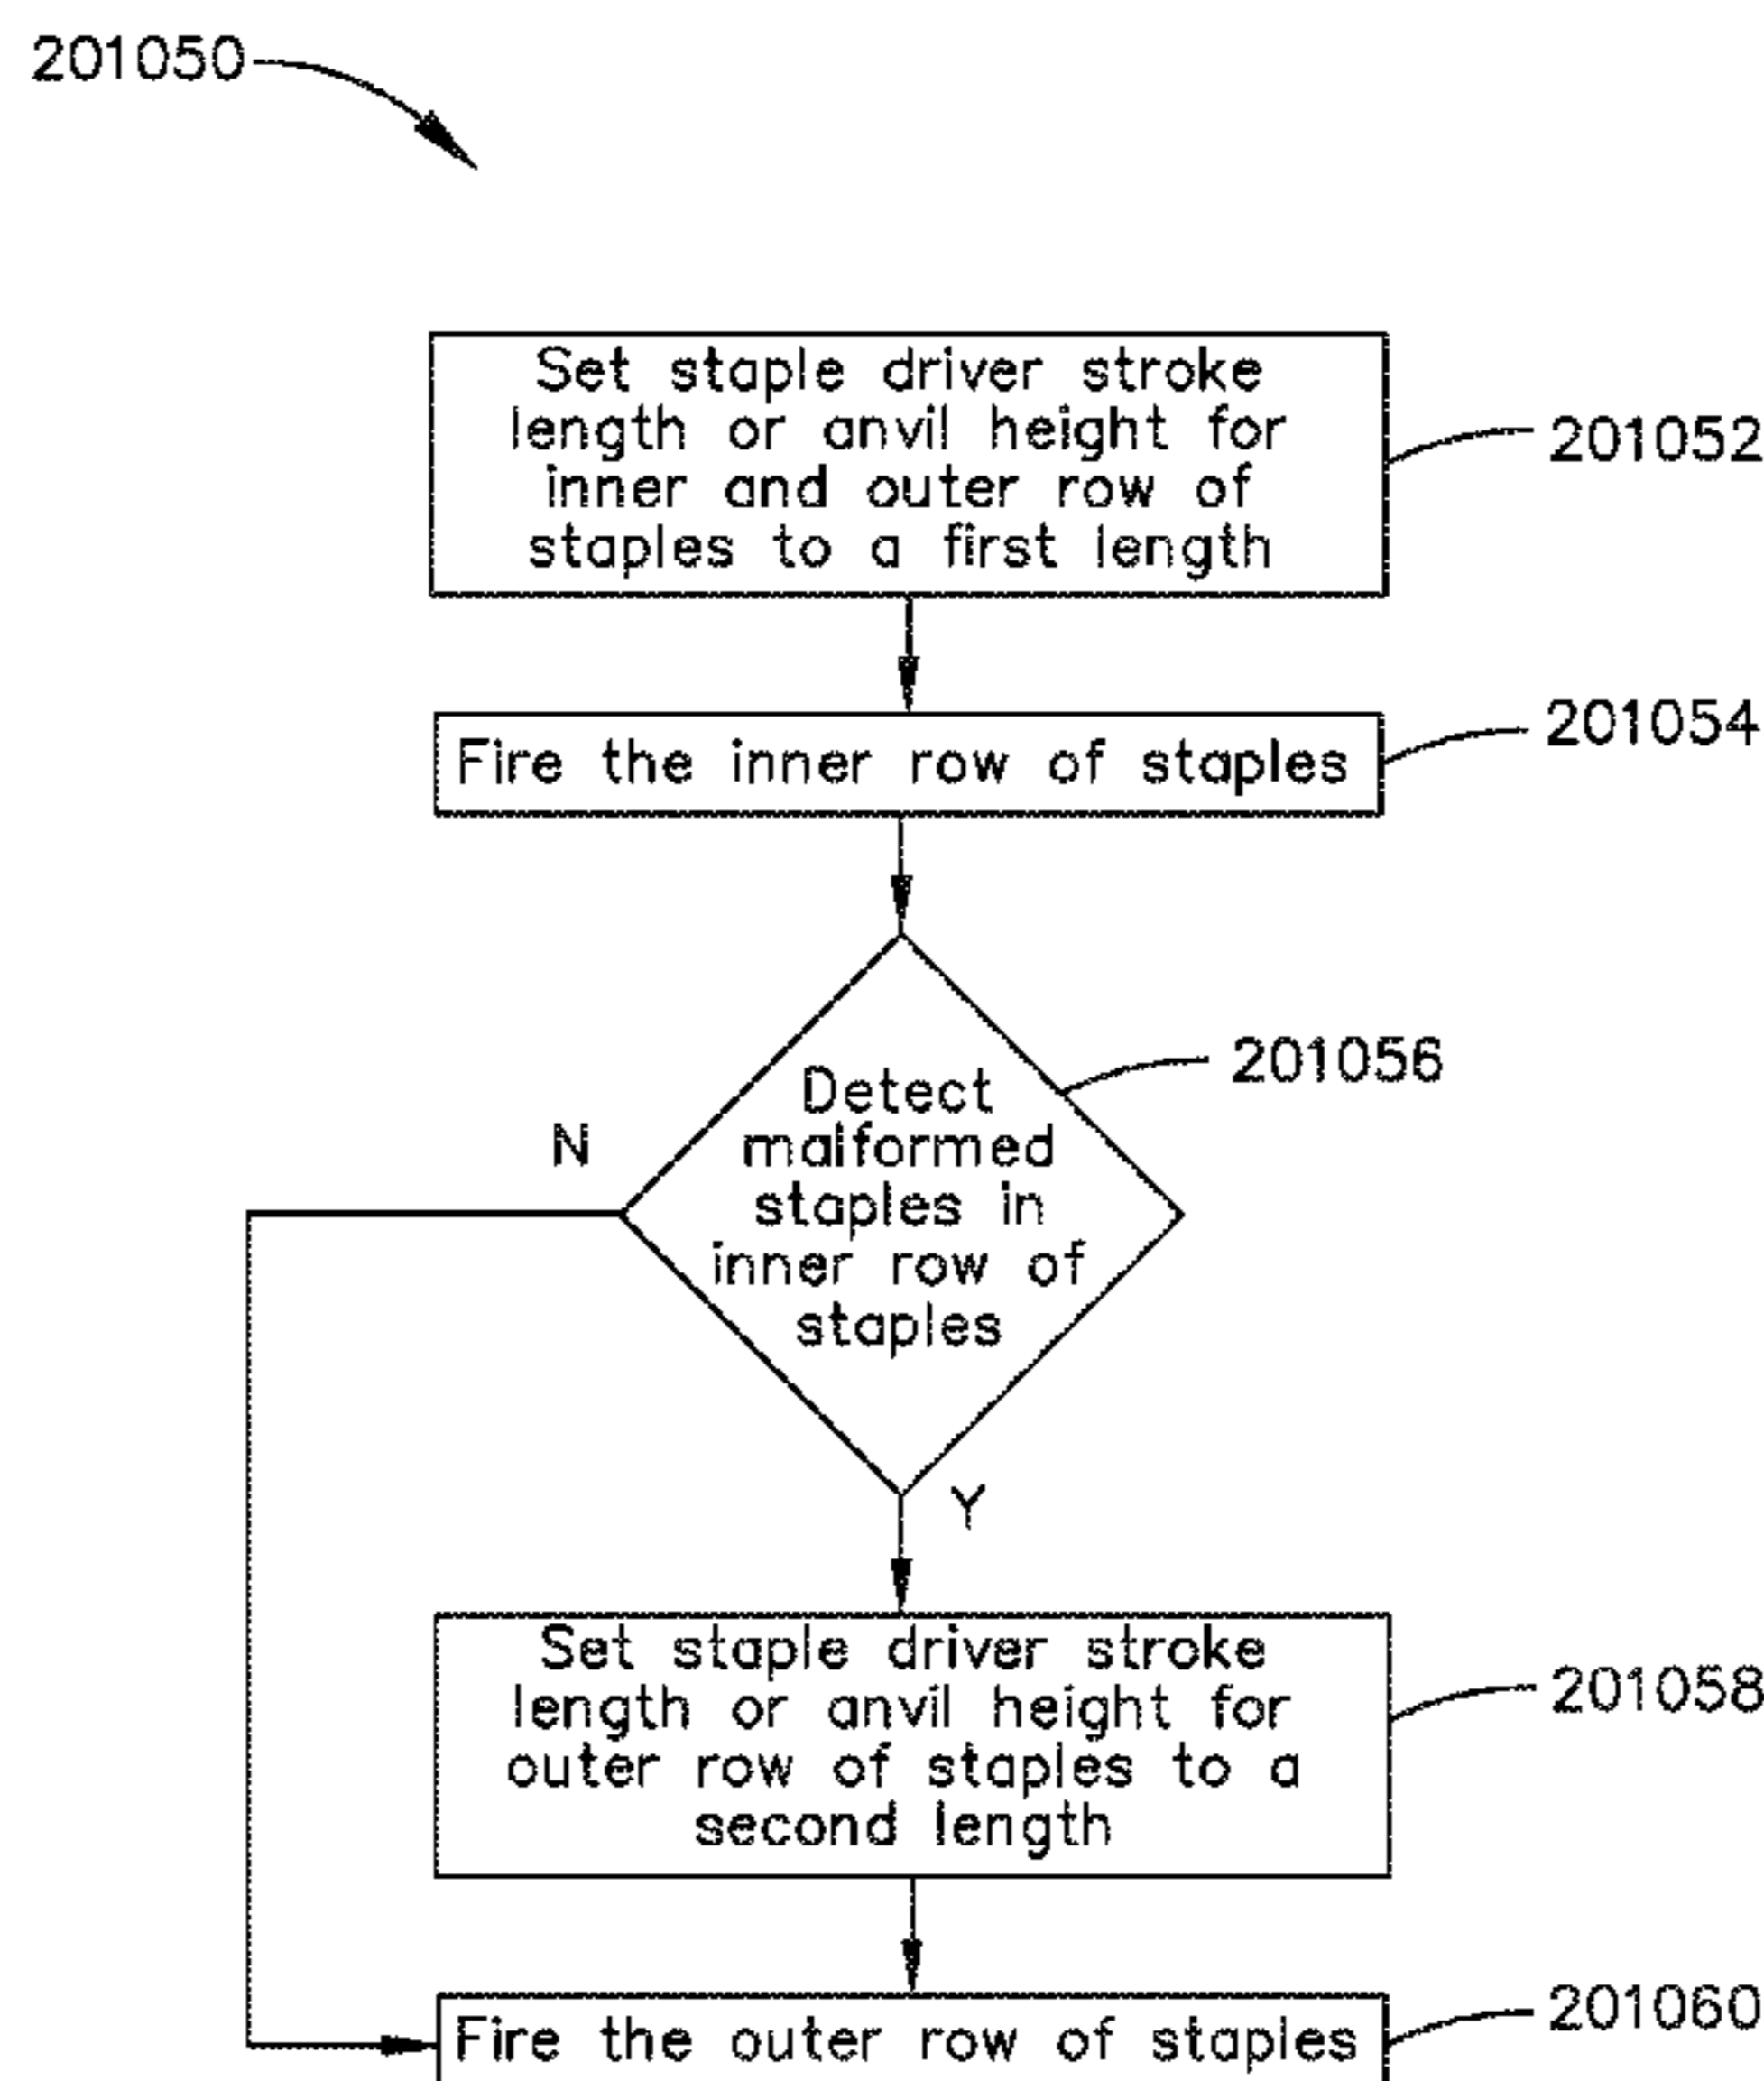 201050
Set staple driver stroke
length or anvil height for
inner and outer row of
staples to a first length
201052
Fire the inner row of staples
201054
Detect
malformed
staples in
inner row of
staples
201056
N
Y
Set staple driver stroke
length or anvil height for
outer row of staples to a
second length
201058
Fire the outer row of staples
201060